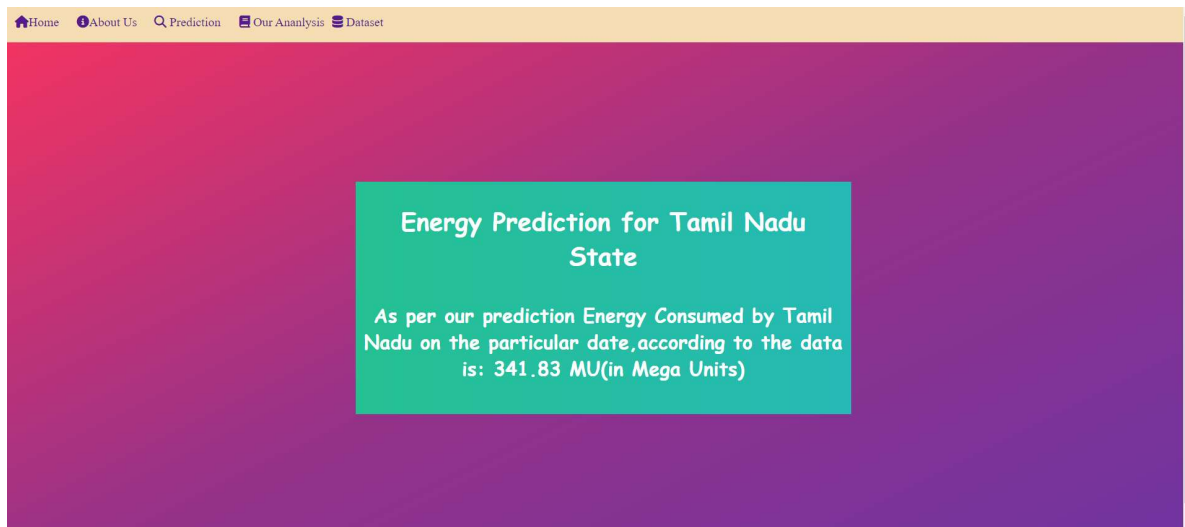 Home About Us Prediction Our Ananlysis Dataset
Energy Prediction for Tamil Nadu
State
As per our prediction Energy Consumed by Tamil
Nadu on the particular date,according to the data
is: 341.83 MU(in Mega Units)